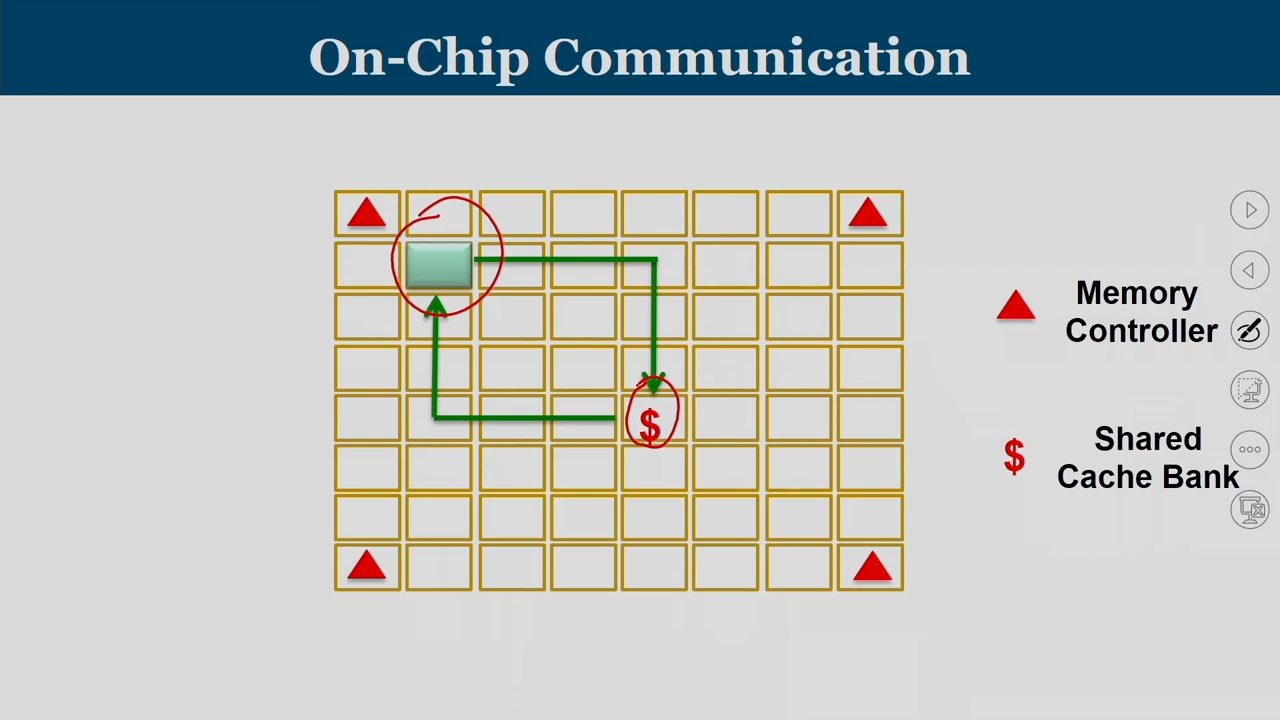 On-Chip Communication
Memory
Controller
$
$
Shared
Cache Bank